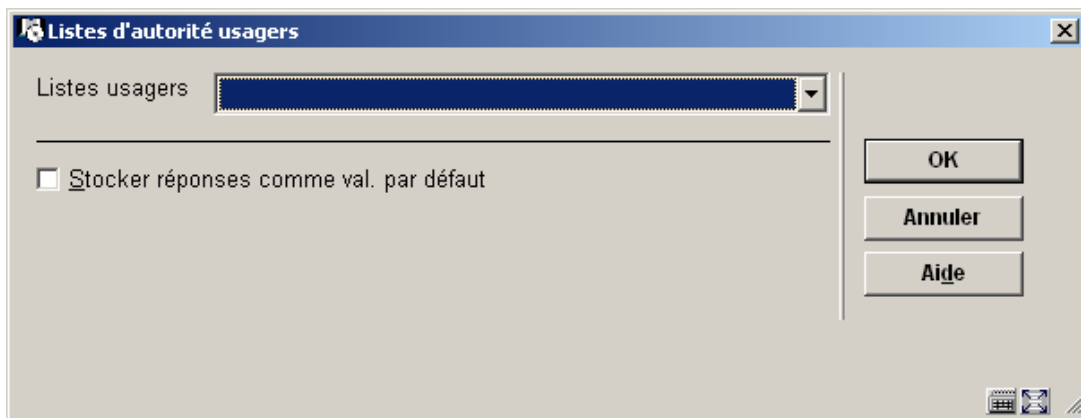 Listes d'autorité usagers
Listes usagers
Stocker réponses comme val. par défaut
OK
Annuler
Aide